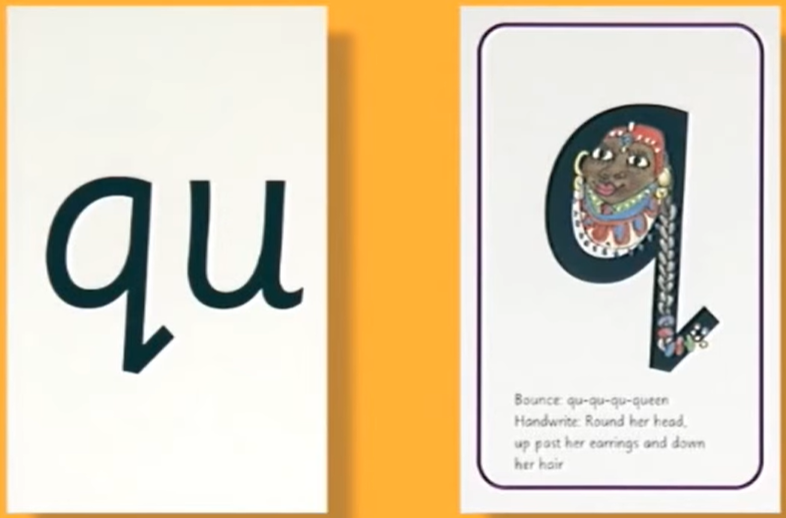 qu
q
Bounce: qu-qu-qu-queen
Handwrite: Round her head,
up past her earrings and down
her hair